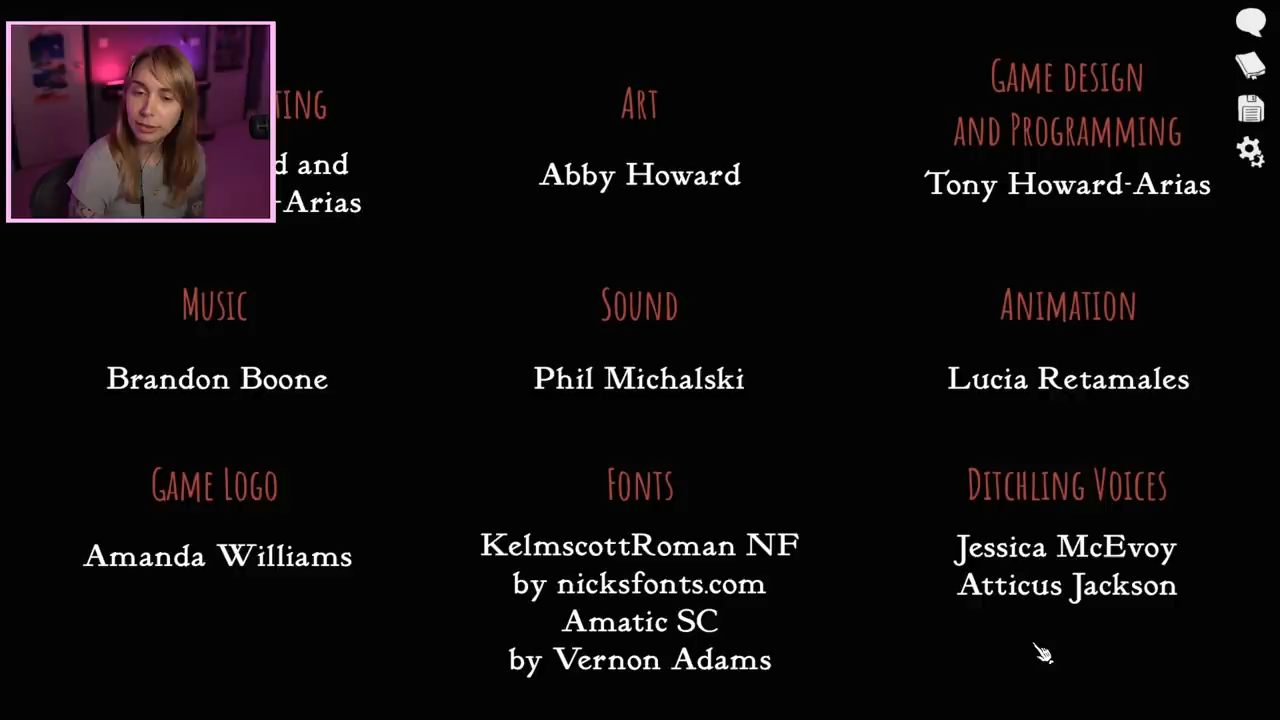 Art
Abby Howard
Game design
and Programming
Tony Howard-Arias
and
-Arias
Music
Brandon Boone
Sound
Phil Michalski
Animation
Lucia Retamales
Game Logo
Amanda Williams
Fonts
KelmscottRoman NF
by nicksfonts.com
Amatic SC
by Vernon Adams
Ditchling Voices
Jessica McEvoy
Atticus Jackson